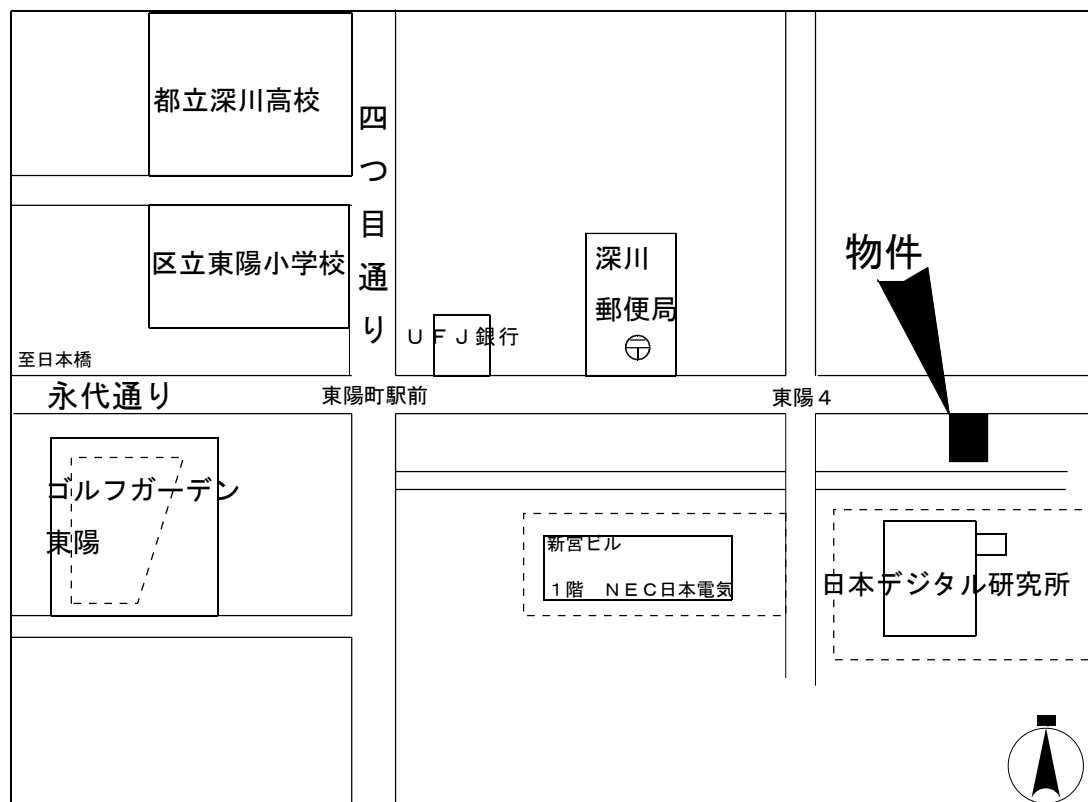 都立深川高校
四つ目通り
区立東陽小学校
深川
郵便局
〒
物件
UFJ銀行
至日本橋
永代通り
東陽町駅前
東陽4
ゴルフガーデン
東陽
新宮ビル
1階　NEC日本電気
日本デジタル研究所